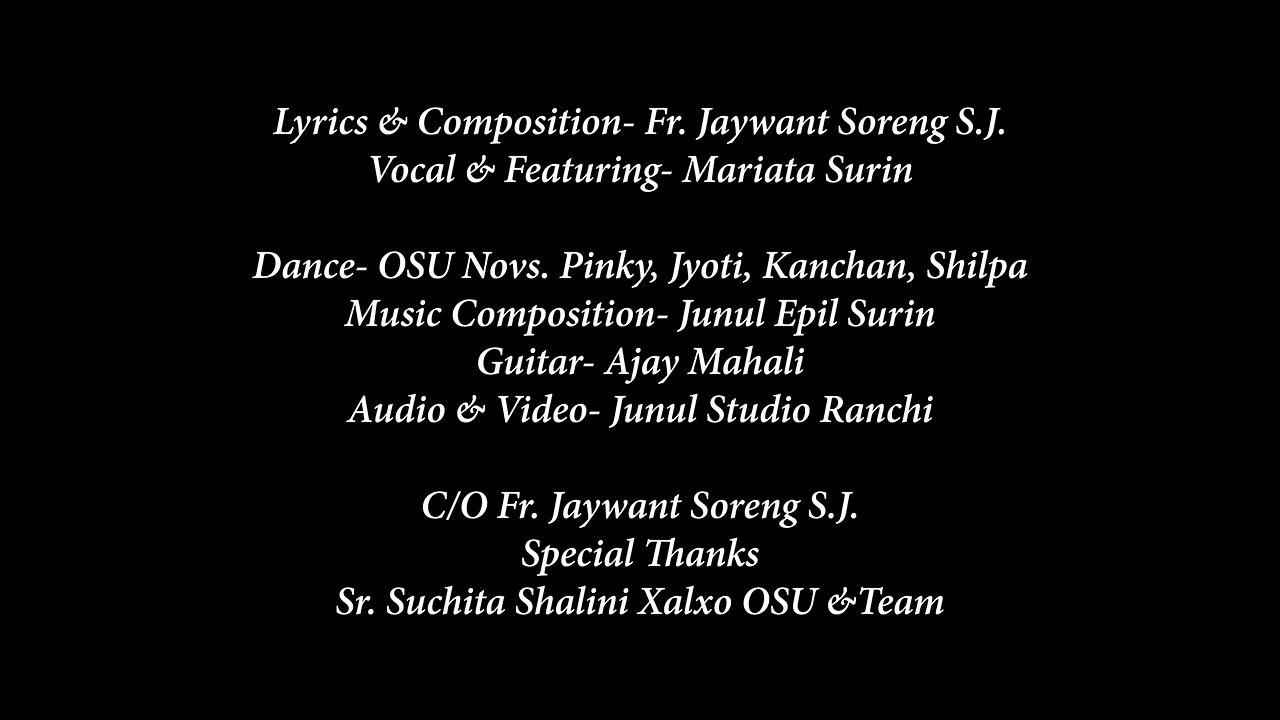 Lyrics & Composition- Fr. Jaywant Soreng S.J.
Vocal & Featuring- Mariata Surin
Dance- OSU Novs. Pinky, Jyoti, Kanchan, Shilpa
Music Composition- Junul Epil Surin
Guitar- Ajay Mahali
Audio & Video- Junul Studio Ranchi
C/O Fr. Jaywant Soreng S.J.
Special Thanks
Sr. Suchita Shalini Xalxo OSU &Team